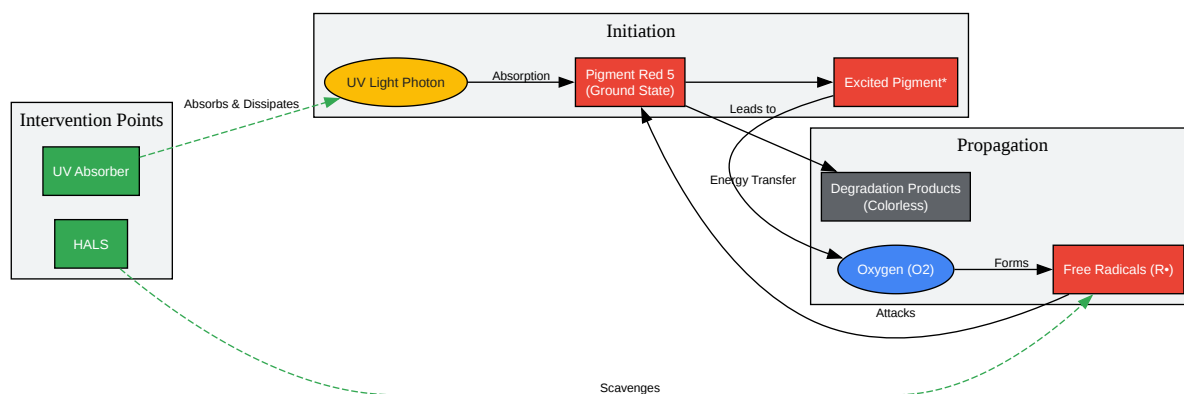 Initiation
UV Light Photon
Absorption
Pigment Red 5
(Ground State)
Excited Pigment*
Leads to
Absorbs & Dissipates
Intervention Points
UV Absorber
HALS
Propagation
Energy Transfer
Degradation Products
(Colorless)
Oxygen (O2)
Forms
Free Radicals (R•)
Attacks
Scavenges